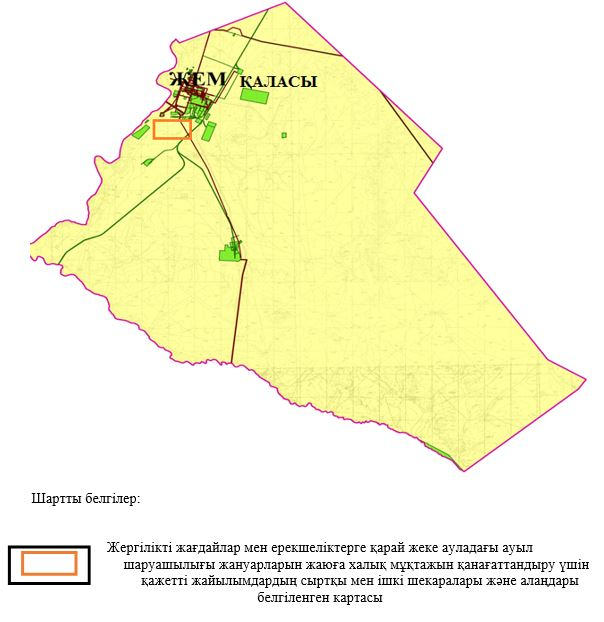 ЖЕМ ҚАЛАСЫ
Шартты белгілер:
Жергілікті жағдайлар мен ерекшеліктерге қарай жеке ауладағы ауыл
шаруашылығы жануарларын жаюға халық мұқтажын қанағаттандыру үшін
қажетті жайылымдардың сыртқы мен ішкі шекаралары және алаңдары
белгіленген картасы